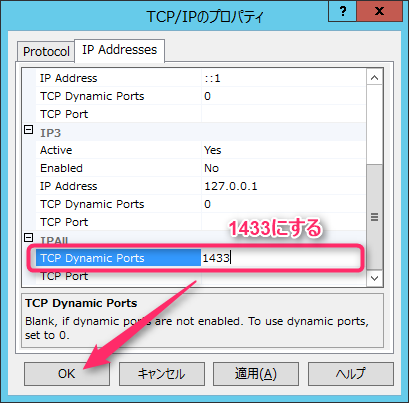 TCP/IPのプロパティ
? x
Protocol IP Addresses
IP Address ::1
TCP Dynamic Ports 0
TCP Port
IP3
Active Yes
Enabled No
IP Address 127.0.0.1
TCP Dynamic Ports 0
TCP Port
1433にする
IPAll
TCP Dynamic Ports 1433
TCP Port
TCP Dynamic Ports
Blank, if dynamic ports are not enabled. To use dynamic ports,
set to 0.
OK キャンセル 適用(A) ヘルプ